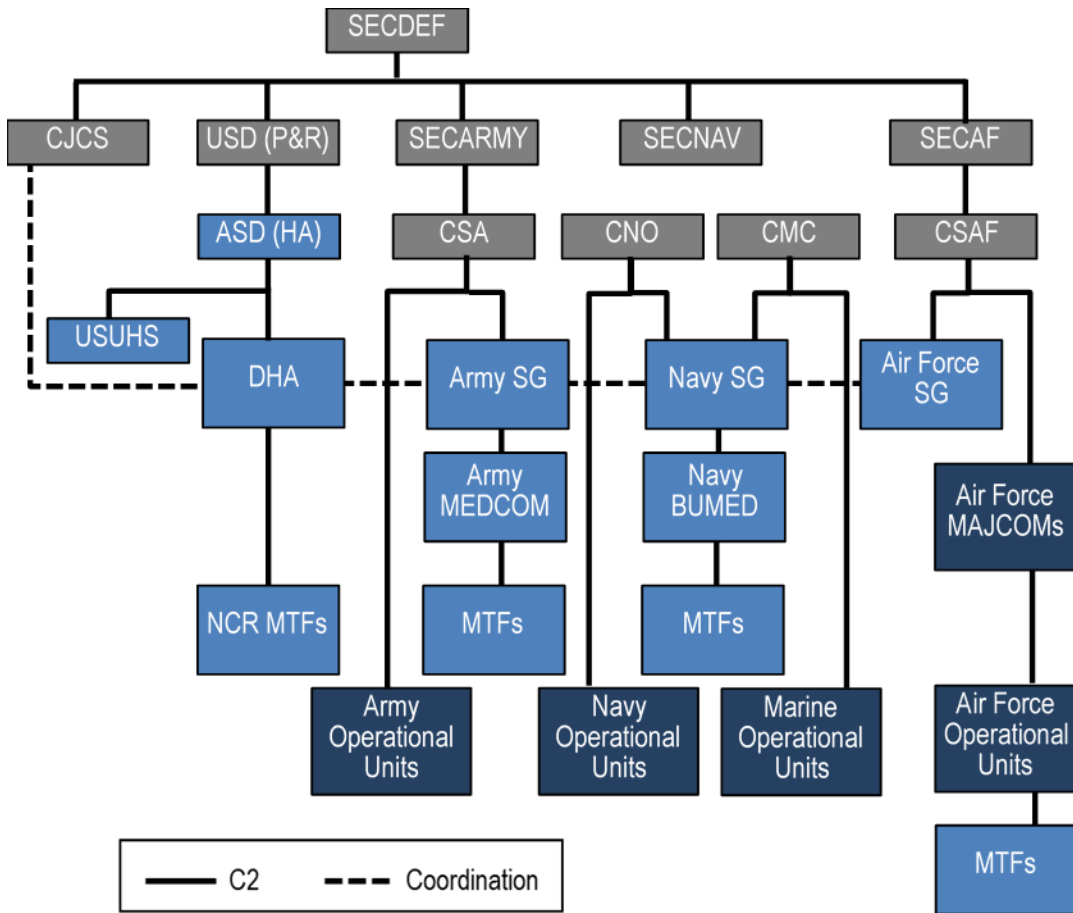 SECDEF
CJCS
USD (P&R)
SECARMY
SECNAV
SECAF
ASD (HA)
CSA
CNO
CMC
CSAF
USUHS
DHA
Army SG
Navy SG
Air Force
SG
Army
MEDCOM
Navy
BUMED
Air Force
MAJCOMs
NCR MTFs
MTFs
MTFs
Army
Operational
Units
Navy
Operational
Units
Marine
Operational
Units
Air Force
Operational
Units
MTFs
C2
Coordination